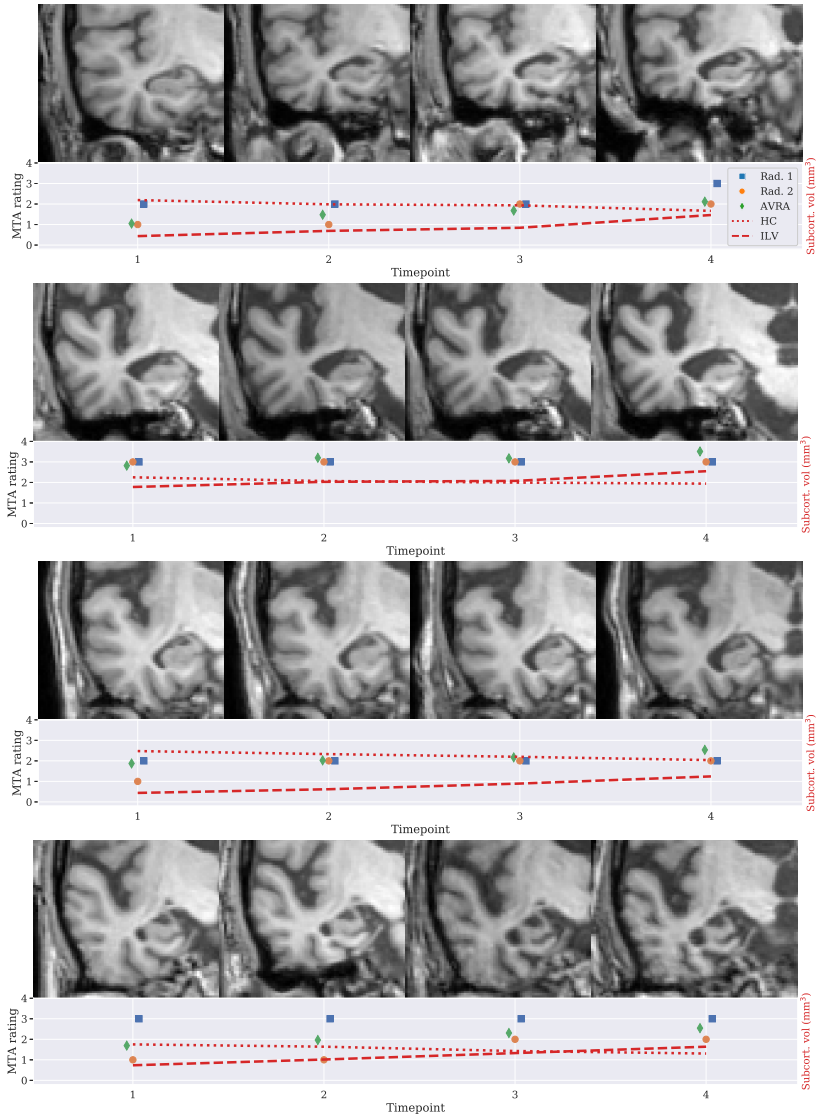 4
3
2
1
0
MTA rating
Subcort. vol (mm³)
Rad. 1
Rad. 2
AVRA
HC
ILV
1 2 3 4
Timepoint
4
3
2
1
0
MTA rating
Subcort. vol (mm³)
1 2 3 4
Timepoint
4
3
2
1
0
MTA rating
Subcort. vol (mm³)
1 2 3 4
Timepoint
4
3
2
1
0
MTA rating
Subcort. vol (mm³)
1 2 3 4
Timepoint